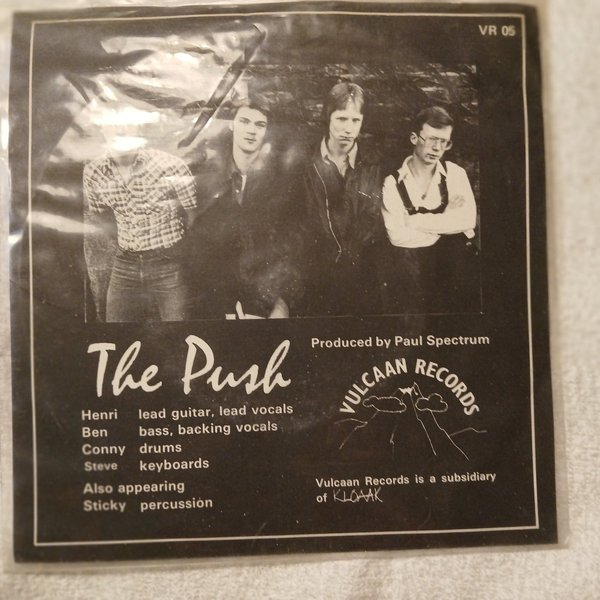 VR 05
The Push
Henri lead guitar, lead vocals
Ben bass, backing vocals
Conny drums
Steve keyboards
Also appearing
Sticky percussion
Produced by Paul Spectrum
VULCAAN RECORDS
Vulcaan Records is a subsidiary
of KLOAAK